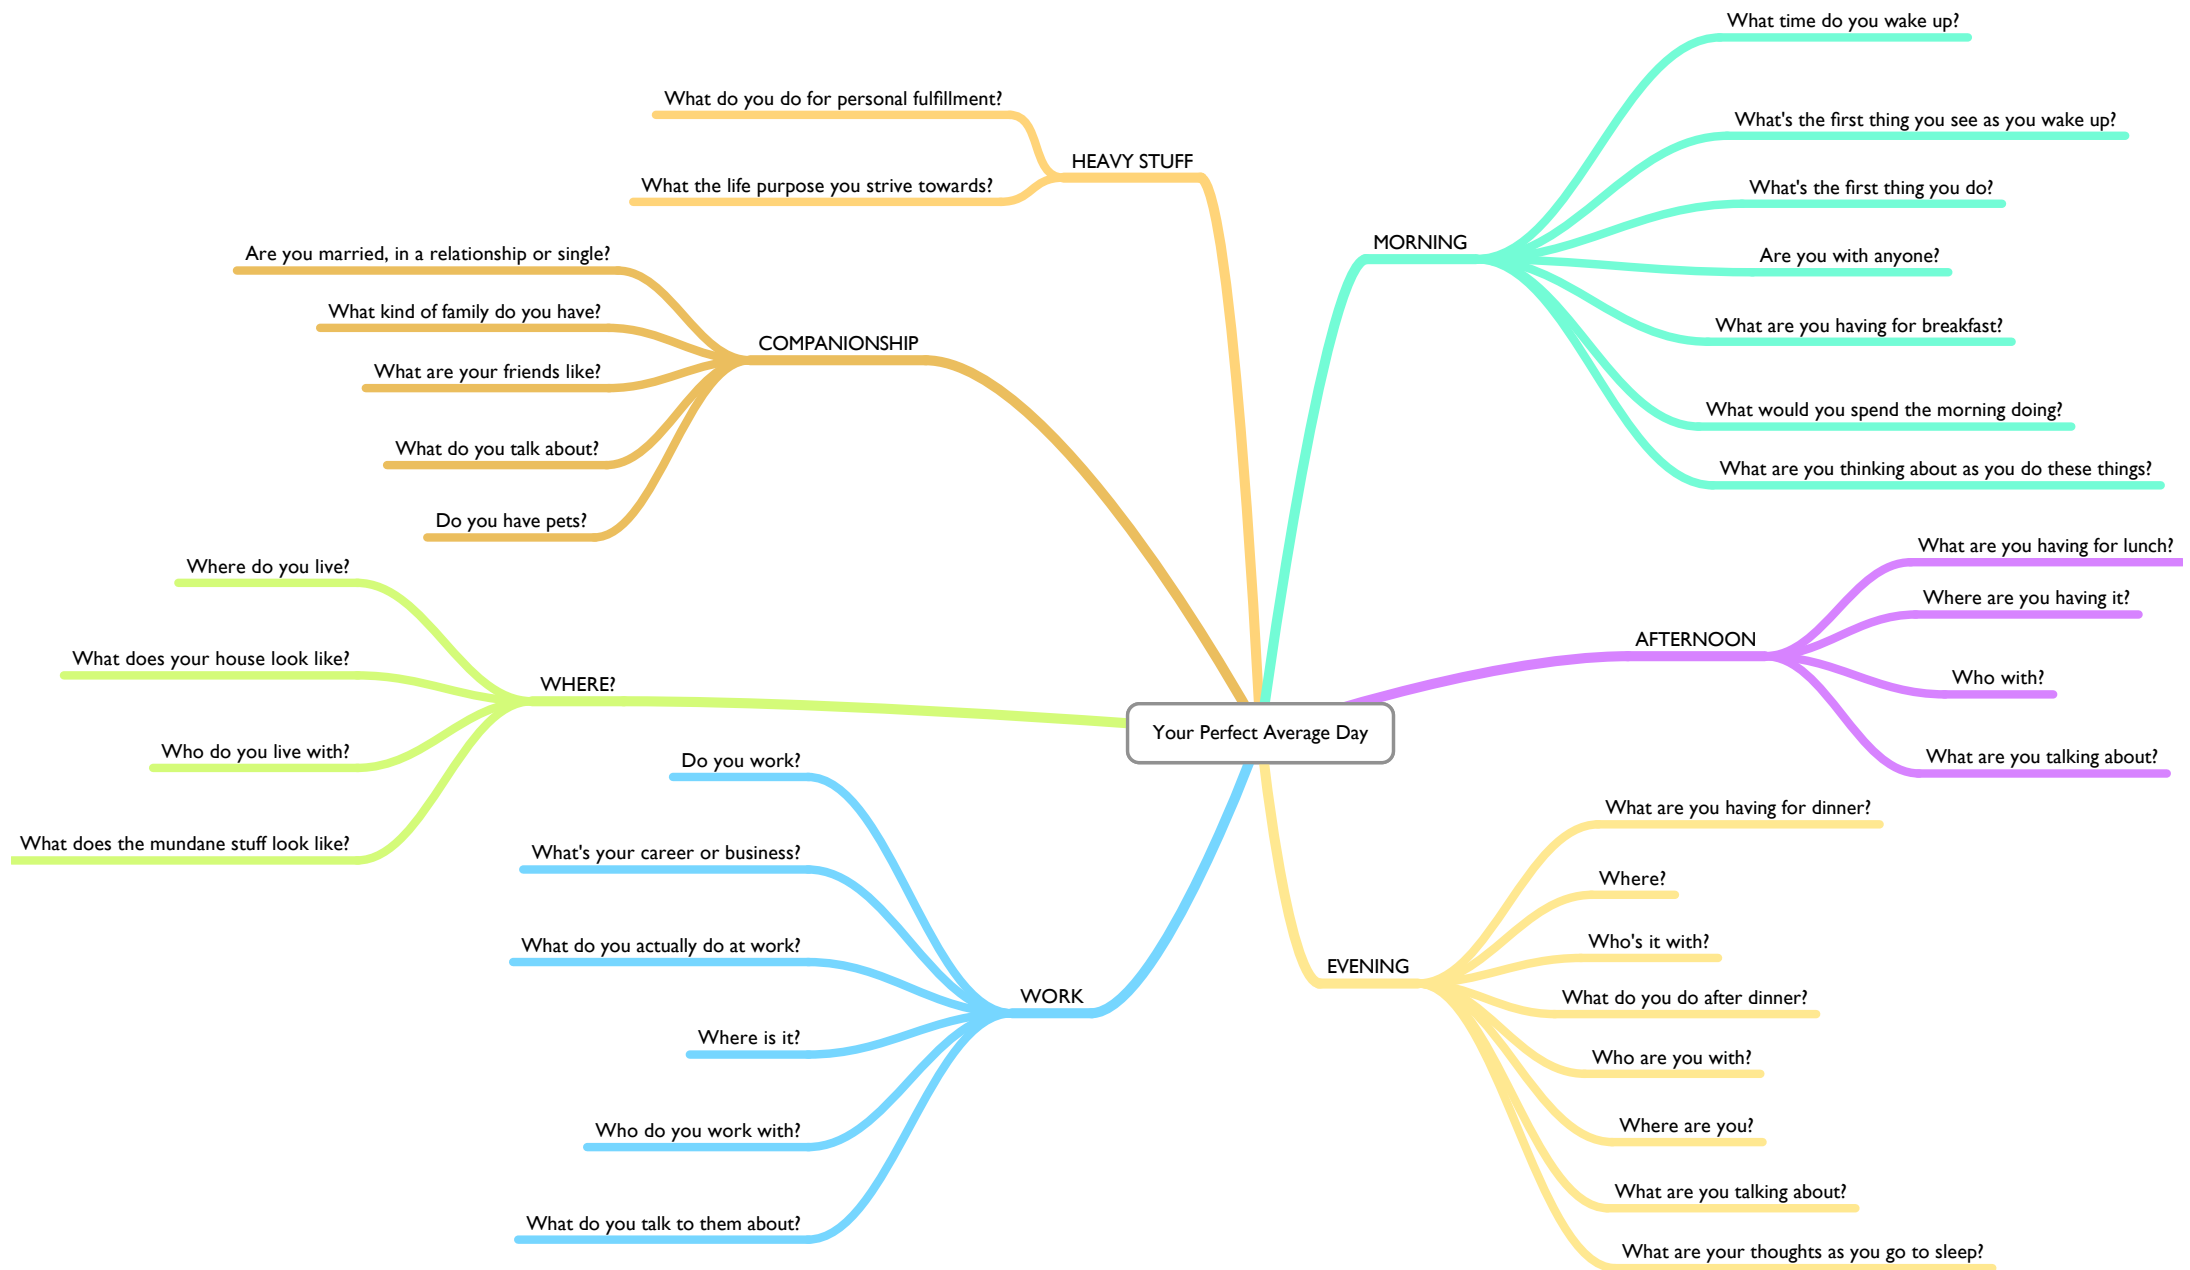 Your Perfect Average Day
MORNING
What time do you wake up?
What's the first thing you see as you wake up?
What's the first thing you do?
Are you with anyone?
What are you having for breakfast?
What would you spend the morning doing?
What are you thinking about as you do these things?
AFTERNOON
What are you having for lunch?
Where are you having it?
Who with?
What are you talking about?
EVENING
What are you having for dinner?
Where?
Who's it with?
What do you do after dinner?
Who are you with?
Where are you?
What are you talking about?
What are your thoughts as you go to sleep?
WORK
Do you work?
What's your career or business?
What do you actually do at work?
Where is it?
Who do you work with?
What do you talk to them about?
WHERE?
Where do you live?
What does your house look like?
Who do you live with?
What does the mundane stuff look like?
COMPANIONSHIP
Are you married, in a relationship or single?
What kind of family do you have?
What are your friends like?
What do you talk about?
Do you have pets?
HEAVY STUFF
What do you do for personal fulfillment?
What the life purpose you strive towards?